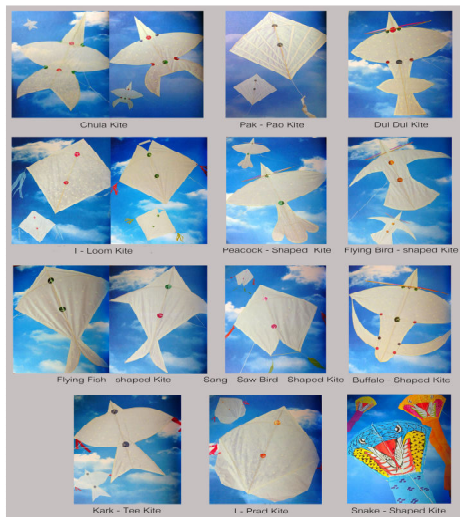 Chula Kite
Pak - Pao Kite
Dui Dui Kite
I - Loom Kite
Peacock - Shaped Kite
Flying Bird - shaped Kite
Flying Fish shaped Kite
Sang Saw Bird Shaped Kite
Buffalo - Shaped Kite
Kark - Tee Kite
I - Prad Kite
Snake - Shaped Kite